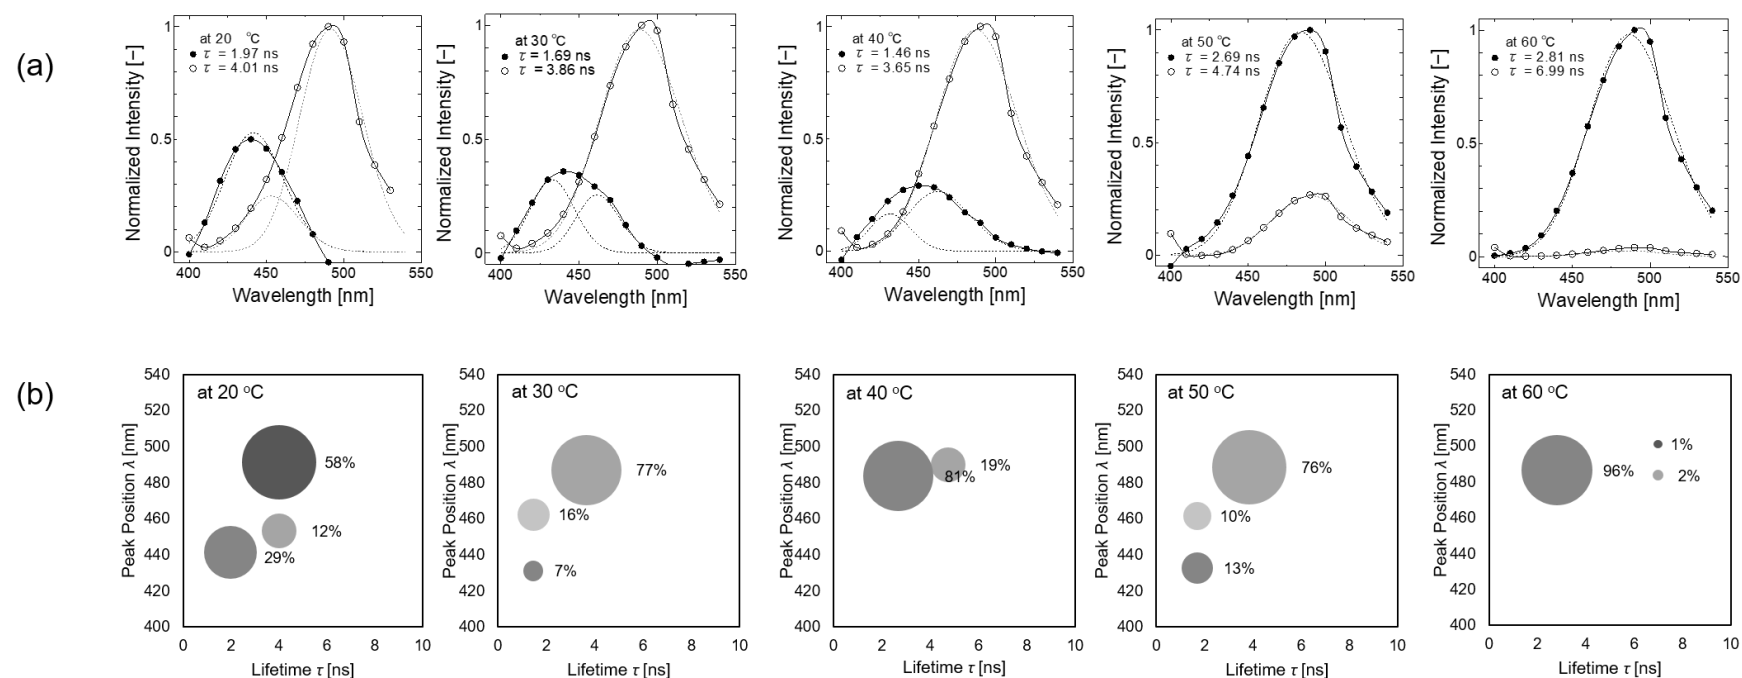 (a)
Normalized Intensity [−]
1
0.5
0
at 20 °C
τ = 1.97 ns
τ = 4.01 ns
400 450 500 550
Wavelength [nm]
Normalized Intensity [−]
1
0.5
0
at 30 °C
τ = 1.69 ns
τ = 3.86 ns
400 450 500 550
Wavelength [nm]
Normalized Intensity [−]
1
0.5
0
at 40 °C
τ = 1.46 ns
τ = 3.65 ns
400 450 500 550
Wavelength [nm]
Normalized Intensity [−]
1
0.5
0
at 50 °C
τ = 2.69 ns
τ = 4.74 ns
400 450 500 550
Wavelength [nm]
Normalized Intensity [−]
1
0.5
0
at 60 °C
τ = 2.81 ns
τ = 6.99 ns
400 450 500 550
Wavelength [nm]
(b)
Peak Position λ [nm]
540
520
500
480
460
440
420
400
at 20 °C
58%
12%
29%
0 2 4 6 8 10
Lifetime τ [ns]
Peak Position λ [nm]
540
520
500
480
460
440
420
400
at 30 °C
77%
16%
7%
0 2 4 6 8 10
Lifetime τ [ns]
Peak Position λ [nm]
540
520
500
480
460
440
420
400
at 40 °C
19%
81%
0 2 4 6 8 10
Lifetime τ [ns]
Peak Position λ [nm]
540
520
500
480
460
440
420
400
at 50 °C
76%
10%
13%
0 2 4 6 8 10
Lifetime τ [ns]
Peak Position λ [nm]
540
520
500
480
460
440
420
400
at 60 °C
1%
96%
2%
0 2 4 6 8 10
Lifetime τ [ns]